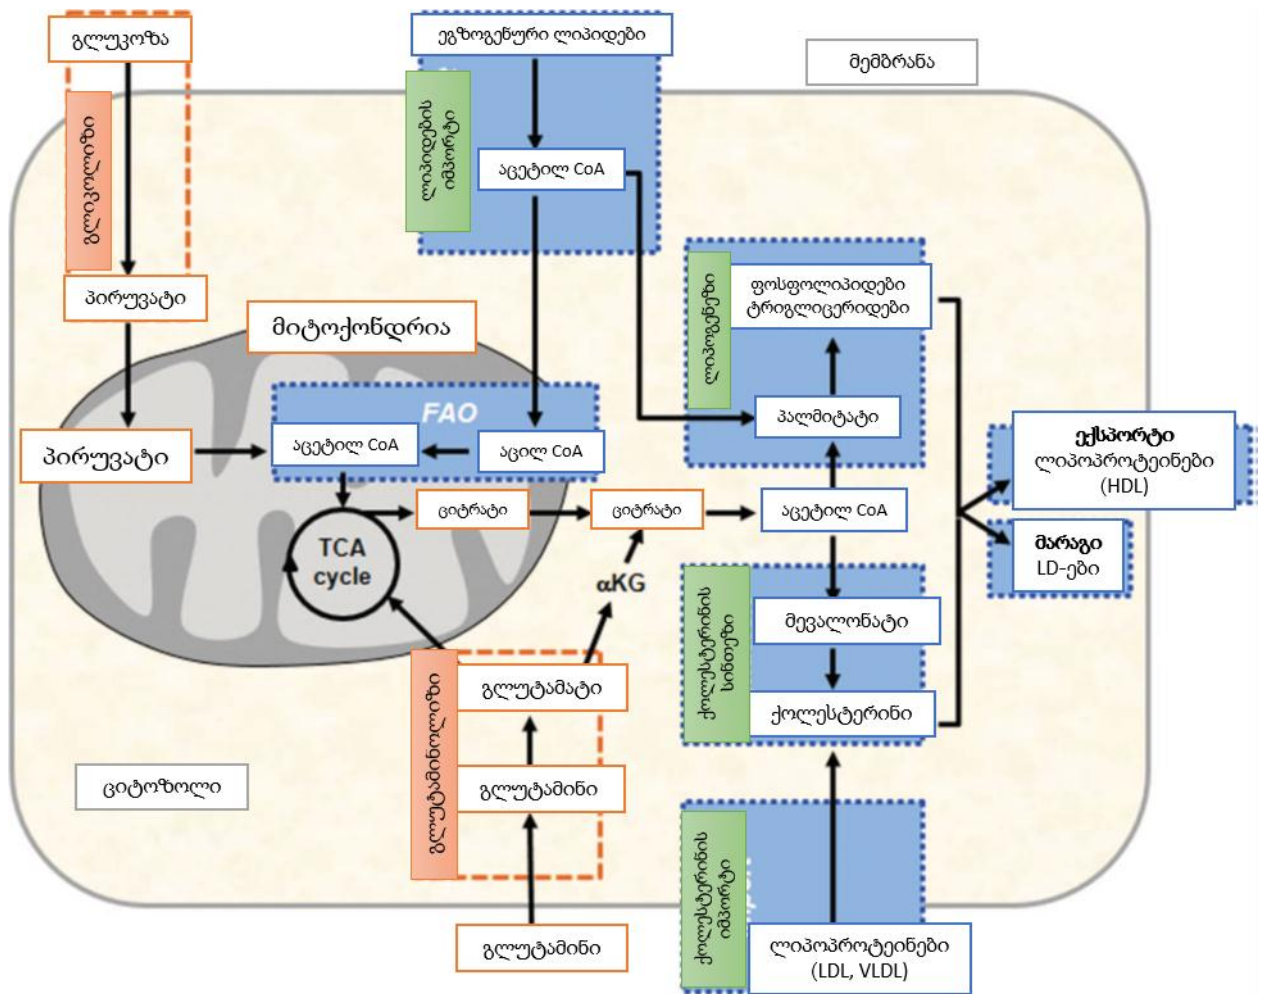 გლუკოზა
ეგზოგენური ლიპიდები
მემბრანა
გლიკოლიზი
ლიპიდების
იმპორტი
აცეტილ CoA
პირუვატი
მიტოქონდრია
ლიპოგენეზი
ფოსფოლიპიდები
ტრიგლიცერიდები
FAO
პალმიტატი
პირუვატი
აცეტილ CoA
აცილ CoA
ექსპორტი
ლიპოპროტეინები
(HDL)
ციტრატი
ციტრატი
აცეტილ CoA
მარაგი
LD-ები
TCA
cycle
αKG
ქოლესტერინის
სინთეზი
მევალონატი
გლუტამინოლიზი
გლუტამატი
ქოლესტერინი
ციტოზოლი
გლუტამინი
ქოლესტერინის
იმპორტი
გლუტამინი
ლიპოპროტეინები
(LDL, VLDL)